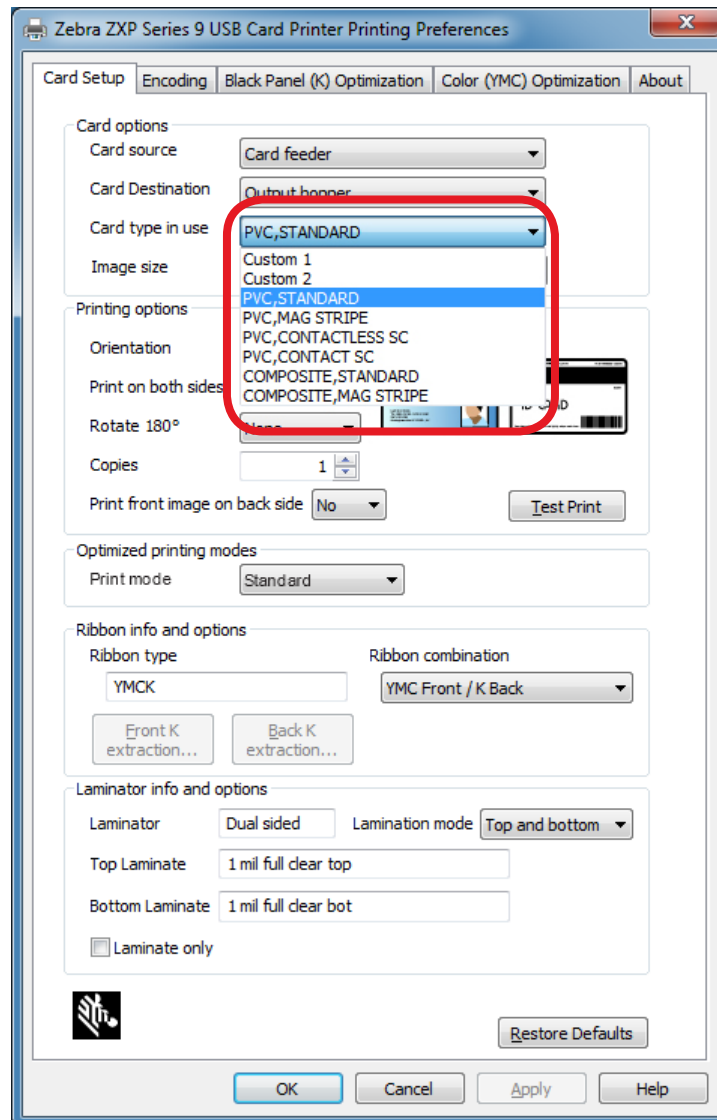 Zebra ZXP Series 9 USB Card Printer Printing Preferences
Card Setup Encoding Black Panel (K) Optimization Color (YMC) Optimization About
Card options
Card source Card feeder
Card Destination Output hopper
Card type in use PVC,STANDARD
Custom 1
Image size
Custom 2
PVC,STANDARD
Printing options
PVC,MAG STRIPE
PVC,CONTACTLESS SC
Orientation
PVC,CONTACT SC
COMPOSITE,STANDARD
Print on both sides
COMPOSITE,MAG STRIPE
ID CARD
Rotate 180° None
Copies 1
Print front image on back side No Test Print
Optimized printing modes
Print mode Standard
Ribbon info and options
Ribbon type Ribbon combination
YMCK YMC Front / K Back
Front K extraction... Back K extraction...
Laminator info and options
Laminator Dual sided Lamination mode Top and bottom
Top Laminate 1 mil full clear top
Bottom Laminate 1 mil full clear bot
Laminate only
Restore Defaults
OK Cancel Apply Help